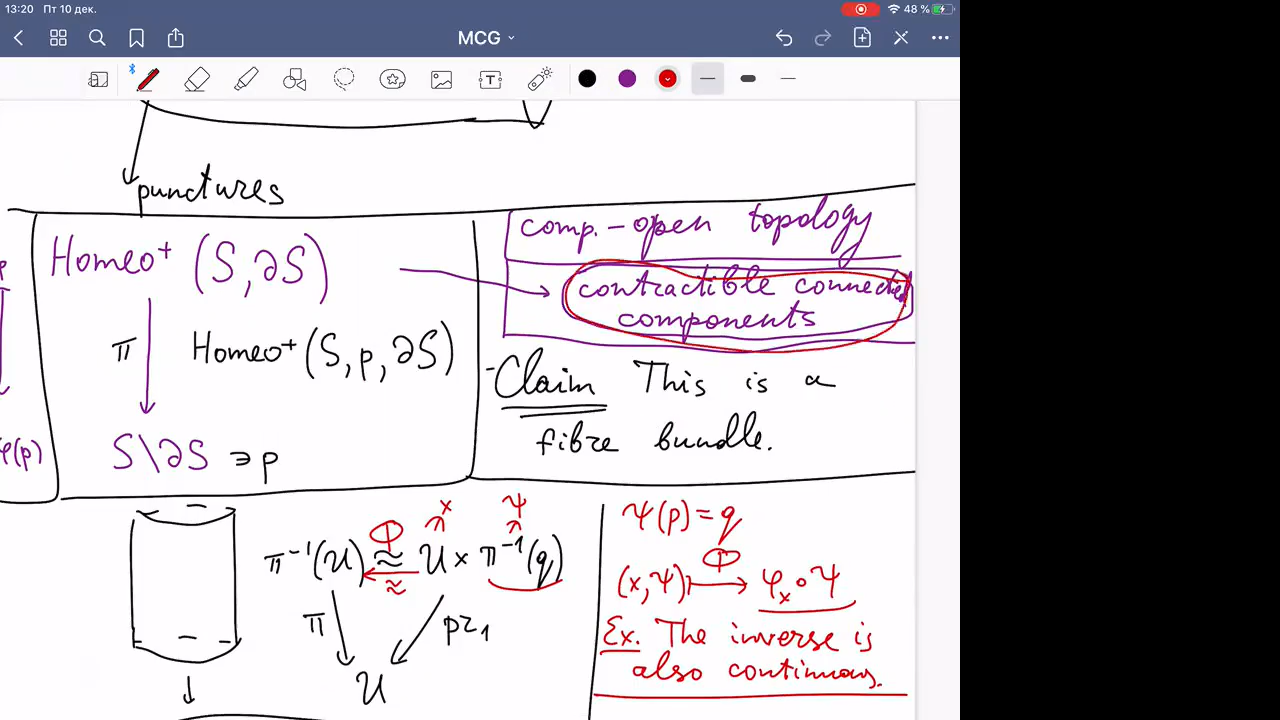 13:20 Пт 10 дек.
48 %
MCG
T
punctures
Homeo⁺ (S, ∂S)
π
Homeo⁺ (S, p, ∂S)
S\∂S ∋ p
φ(p)
comp.-open topology
contractible connected
components
Claim This is a
fibre bundle.
x ψ
π⁻¹(U) Φ ≈ U × π⁻¹(q)
≈
π pr₁
U
Ψ(p) = q
(x, Ψ) ↦ φₓ ∘ Ψ
Φ
Ex. The inverse is
also continuous.